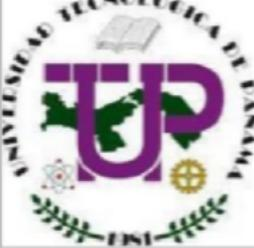 UNIVERSIDAD TECNOLOGICA DE PANAMA
UTP
1981